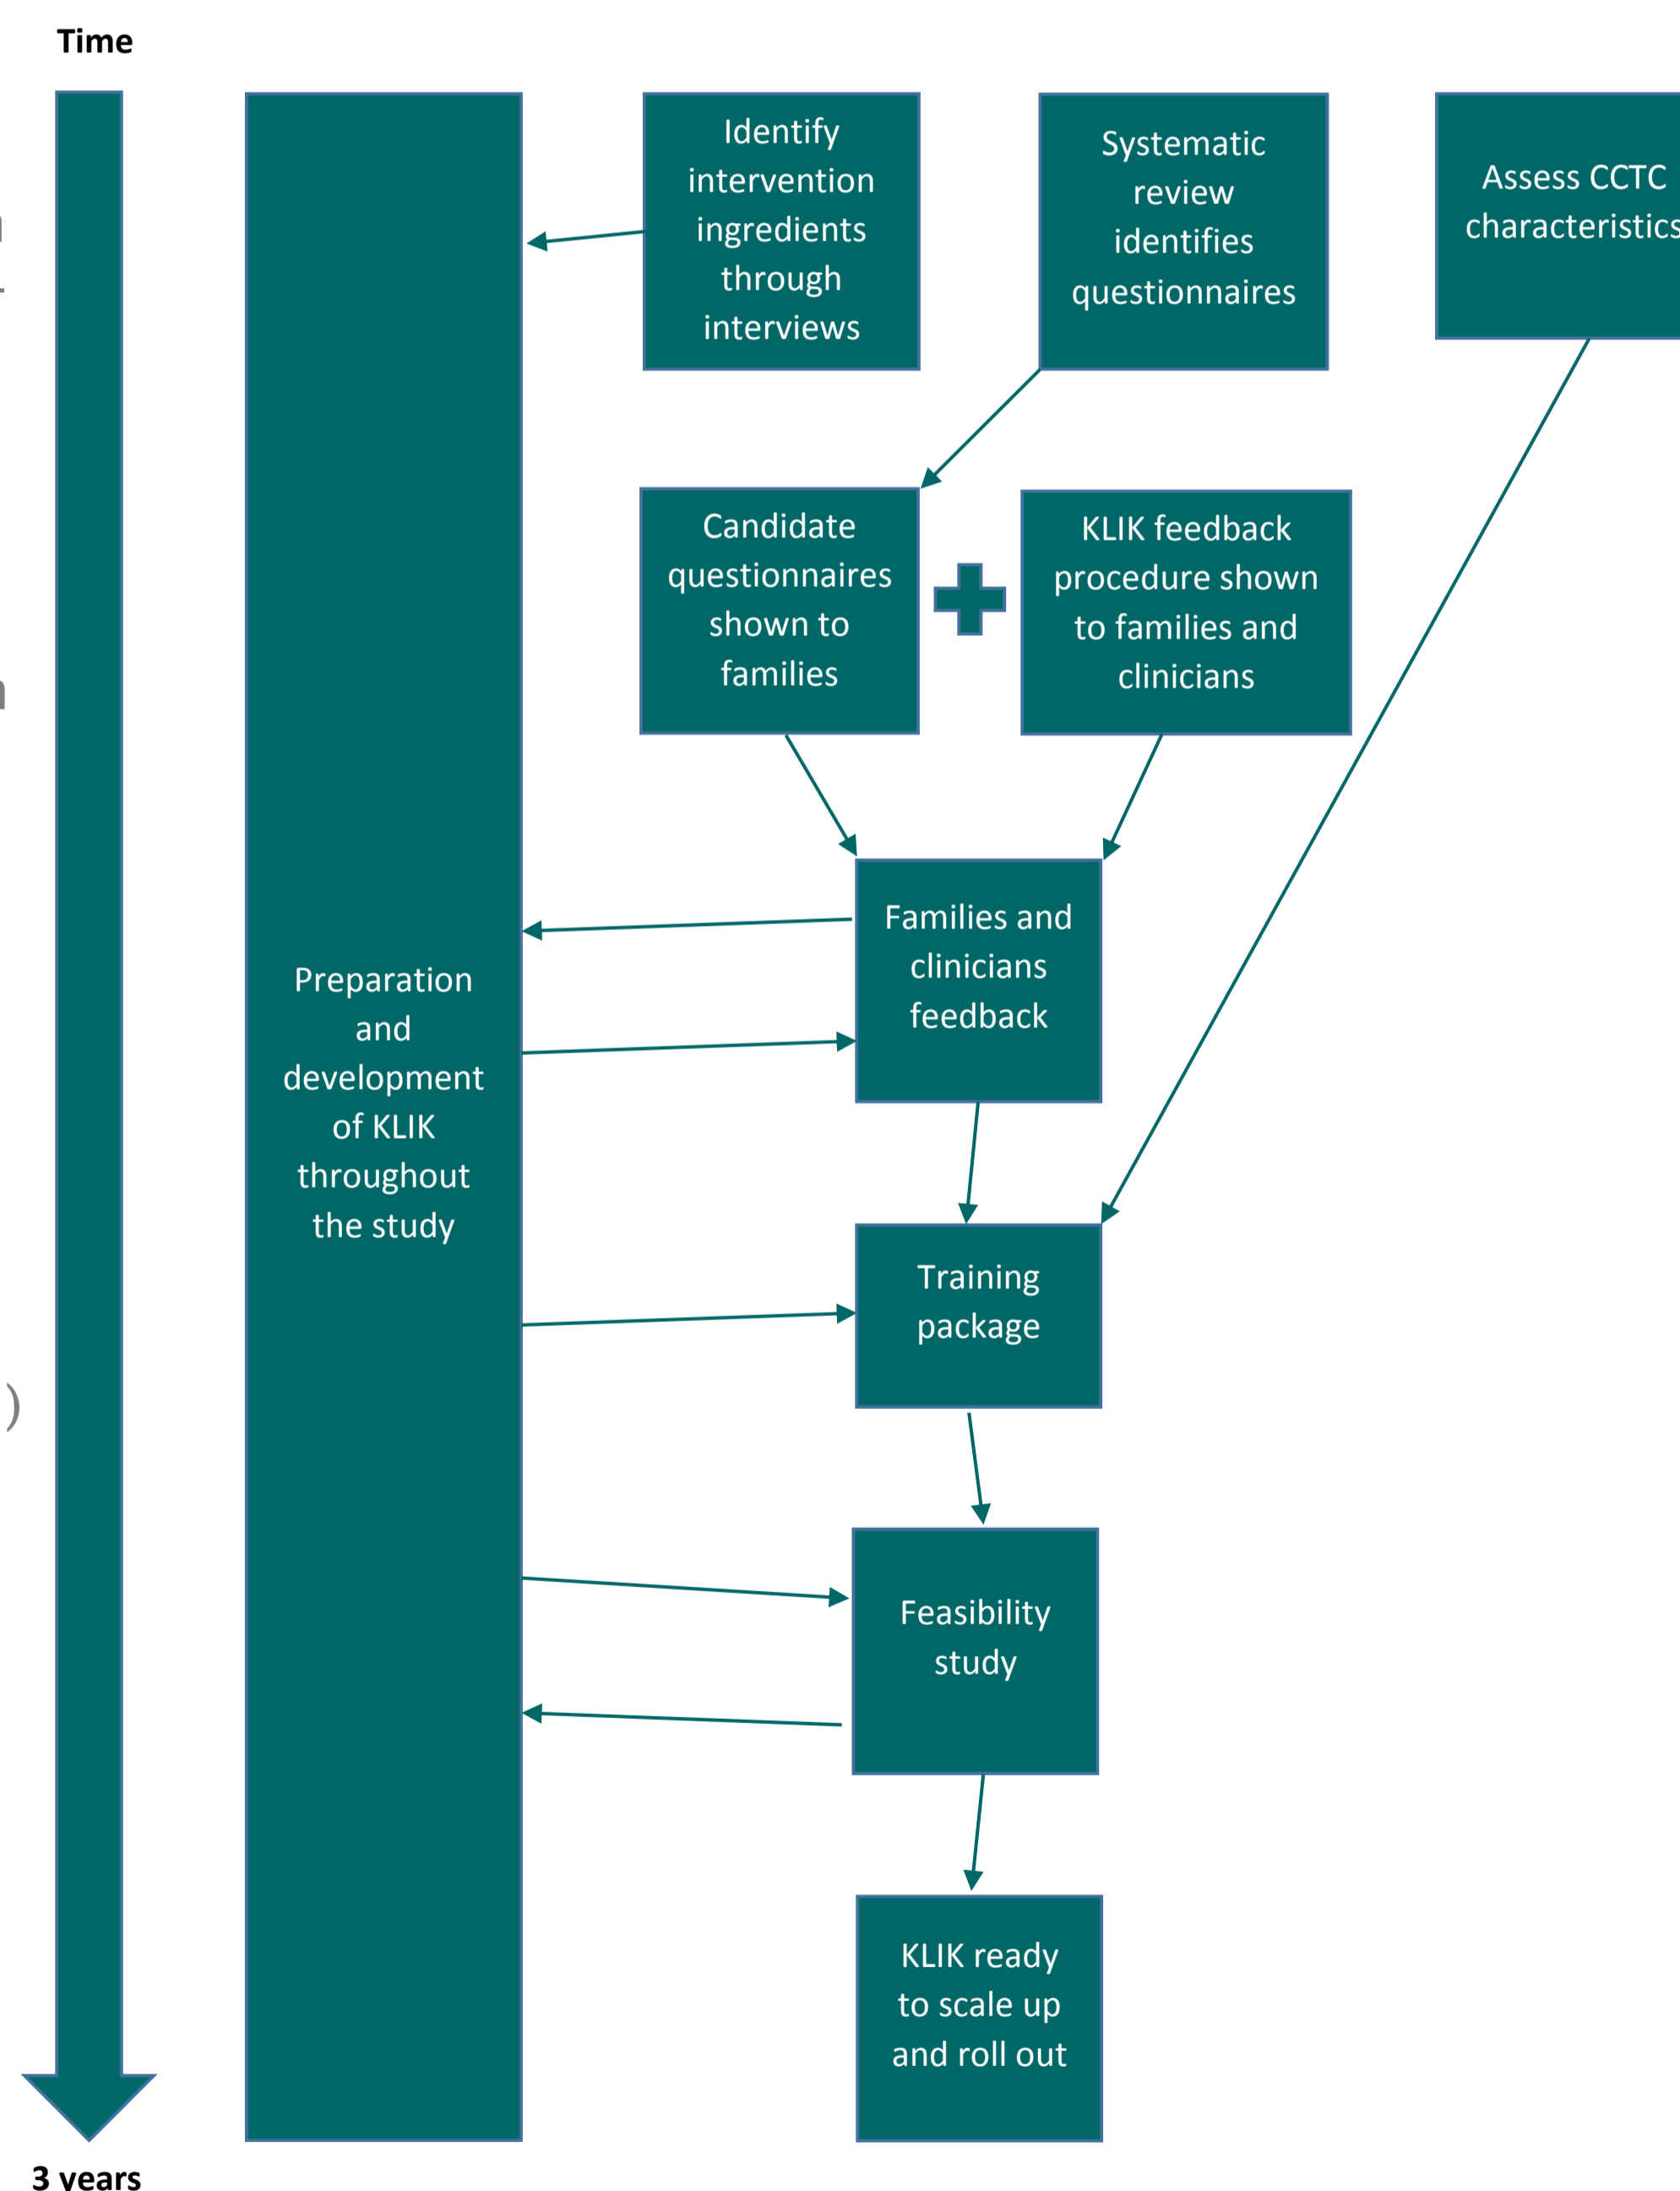 Time
Identify
intervention
ingredients
through
interviews
Systematic
review
identifies
questionnaires
Assess CCTC
characteristics
Candidate
questionnaires
shown to
families
KLIK feedback
procedure shown
to families and
clinicians
Families and
clinicians
feedback
Preparation
and
development
of KLIK
throughout
the study
Training
package
)
Feasibility
study
KLIK ready
to scale up
and roll out
3 years